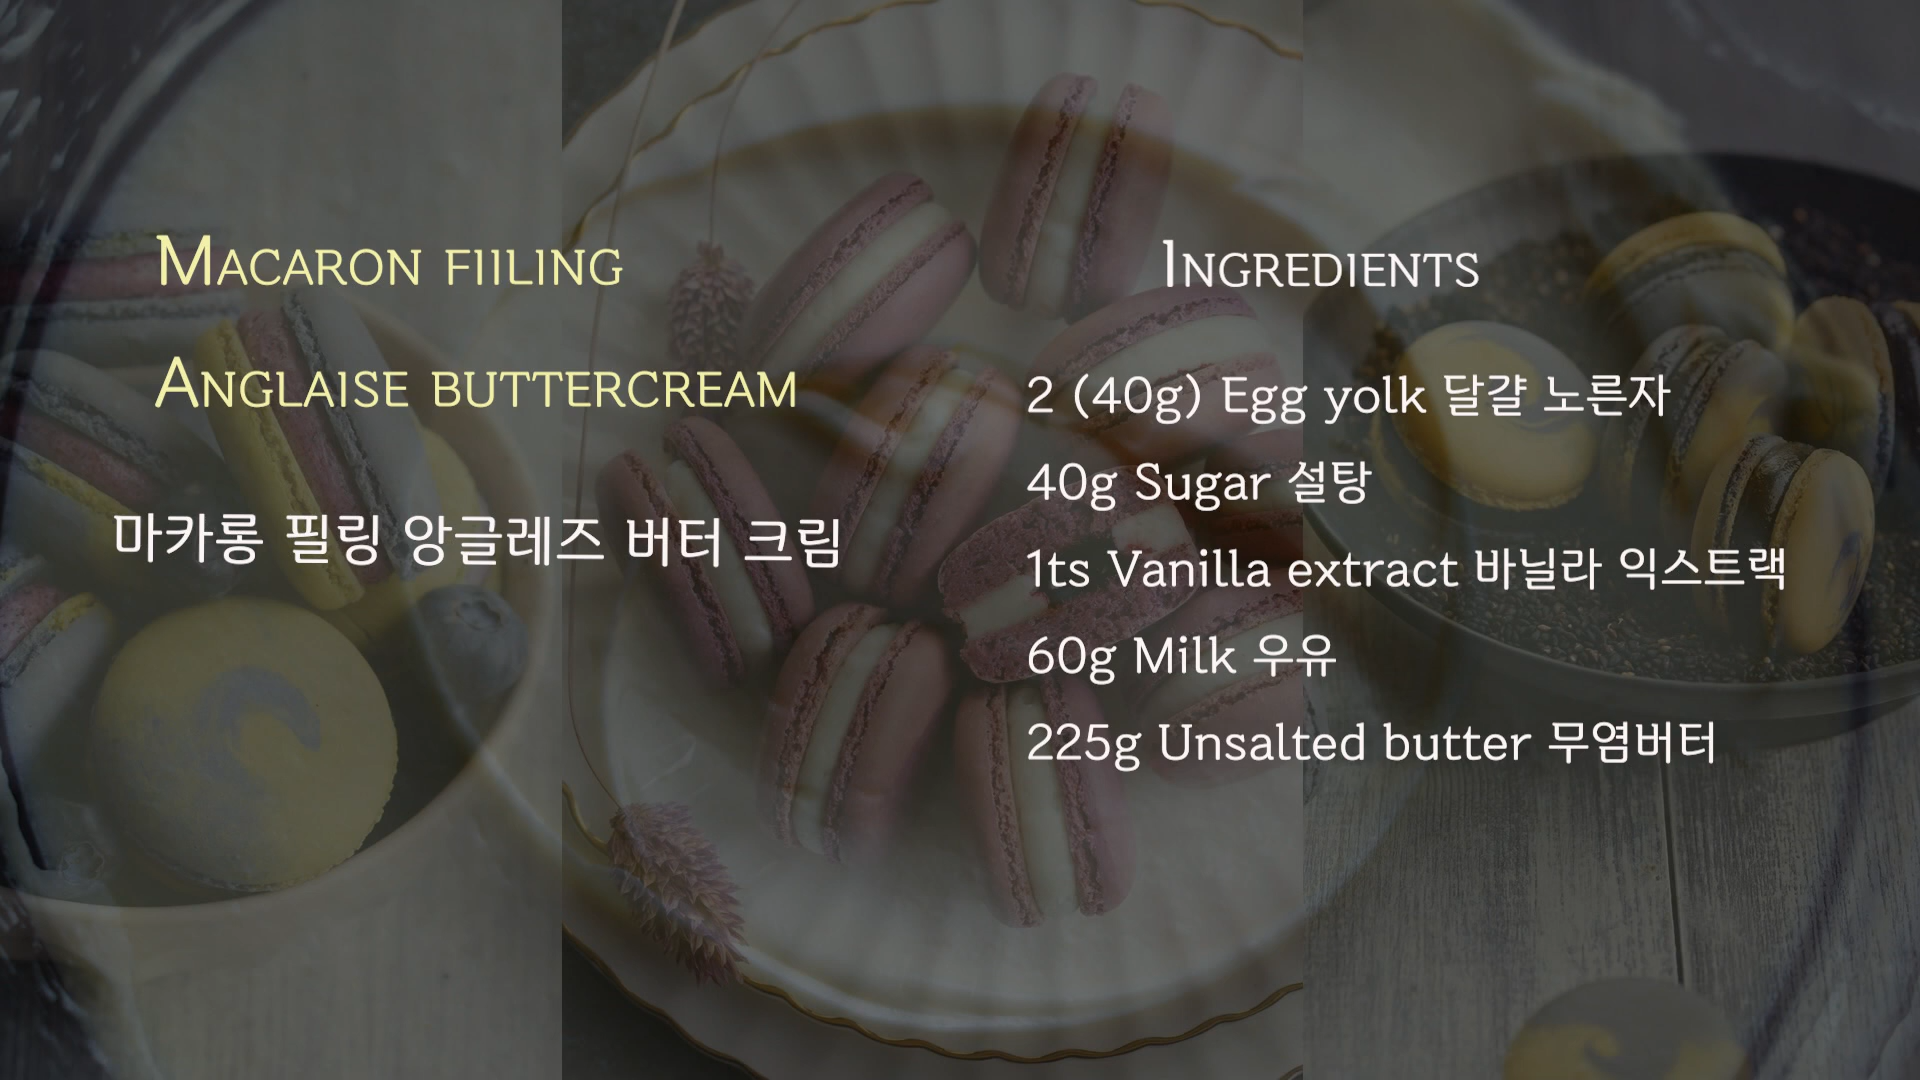 Macaron fiiling
Anglaise buttercream
마카롱 필링 앙글레즈 버터 크림
Ingredients
2 (40g) Egg yolk 달걀 노른자
40g Sugar 설탕
1ts Vanilla extract 바닐라 익스트랙
60g Milk 우유
225g Unsalted butter 무염버터